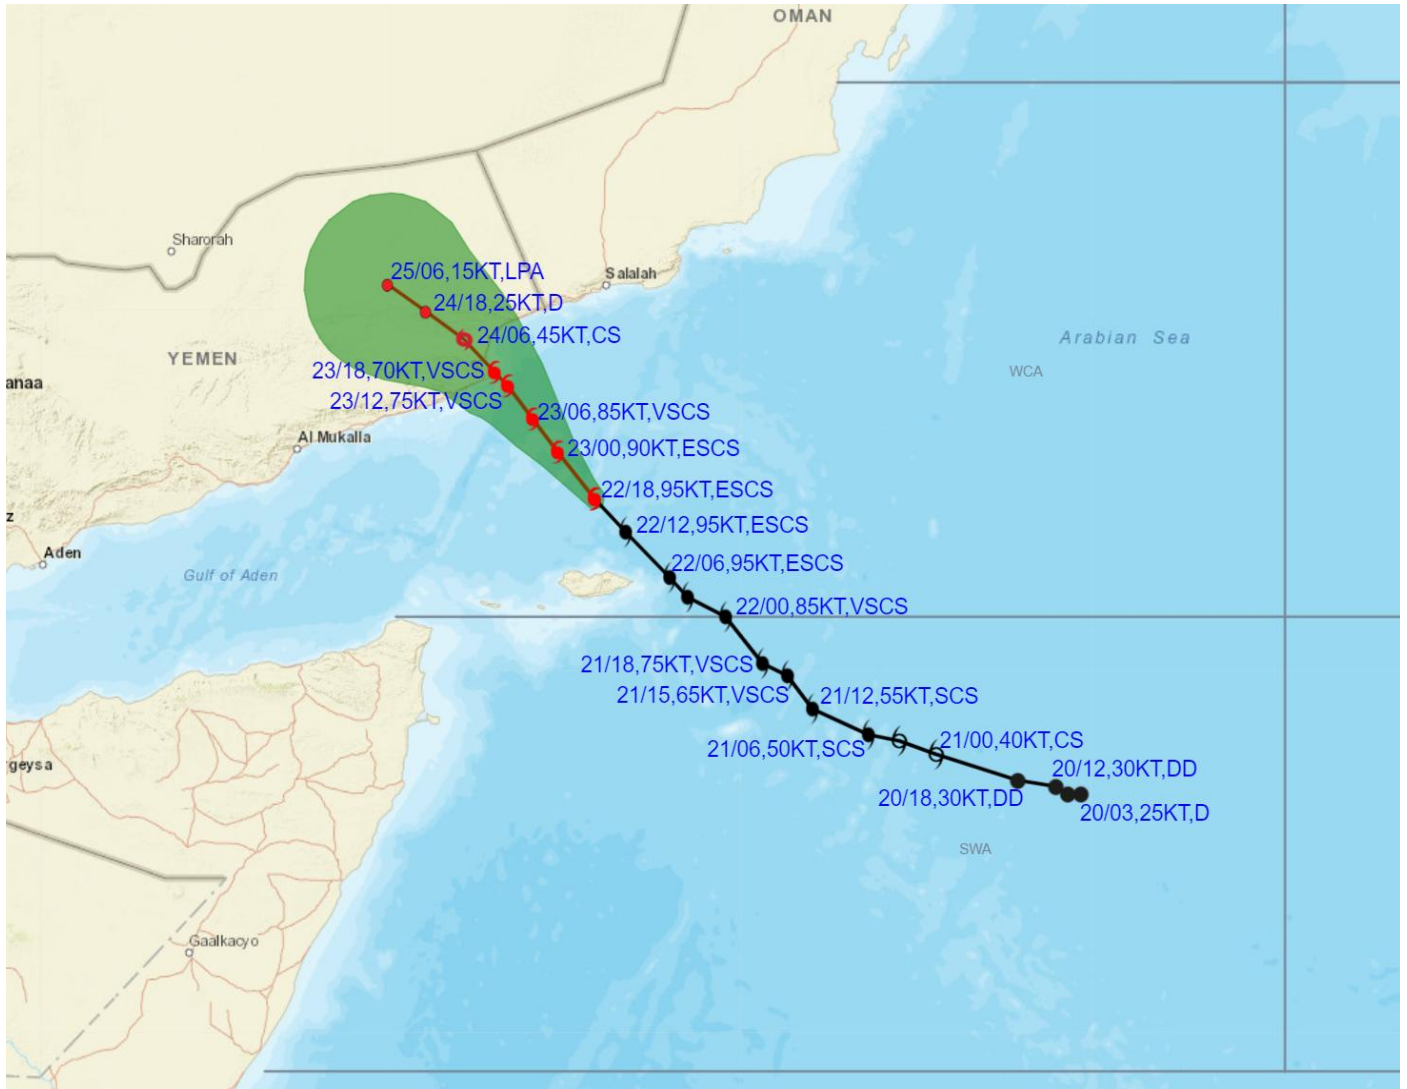 OMAN
Sharorah
25/06,15KT,LPA
Salalah
24/18,25KT,D
24/06,45KT,CS
Arabian Sea
YEMEN
23/18,70KT,VSCS
WCA
anaa
23/12,75KT,VSCS
23/06,85KT,VSCS
Al Mukalla
23/00,90KT,ESCS
22/18,95KT,ESCS
z
22/12,95KT,ESCS
Aden
22/06,95KT,ESCS
Gulf of Aden
22/00,85KT,VSCS
21/18,75KT,VSCS
21/15,65KT,VSCS
21/12,55KT,SCS
21/00,40KT,CS
21/06,50KT,SCS
geysa
20/12,30KT,DD
20/18,30KT,DD
20/03,25KT,D
SWA
Gaalkacyo